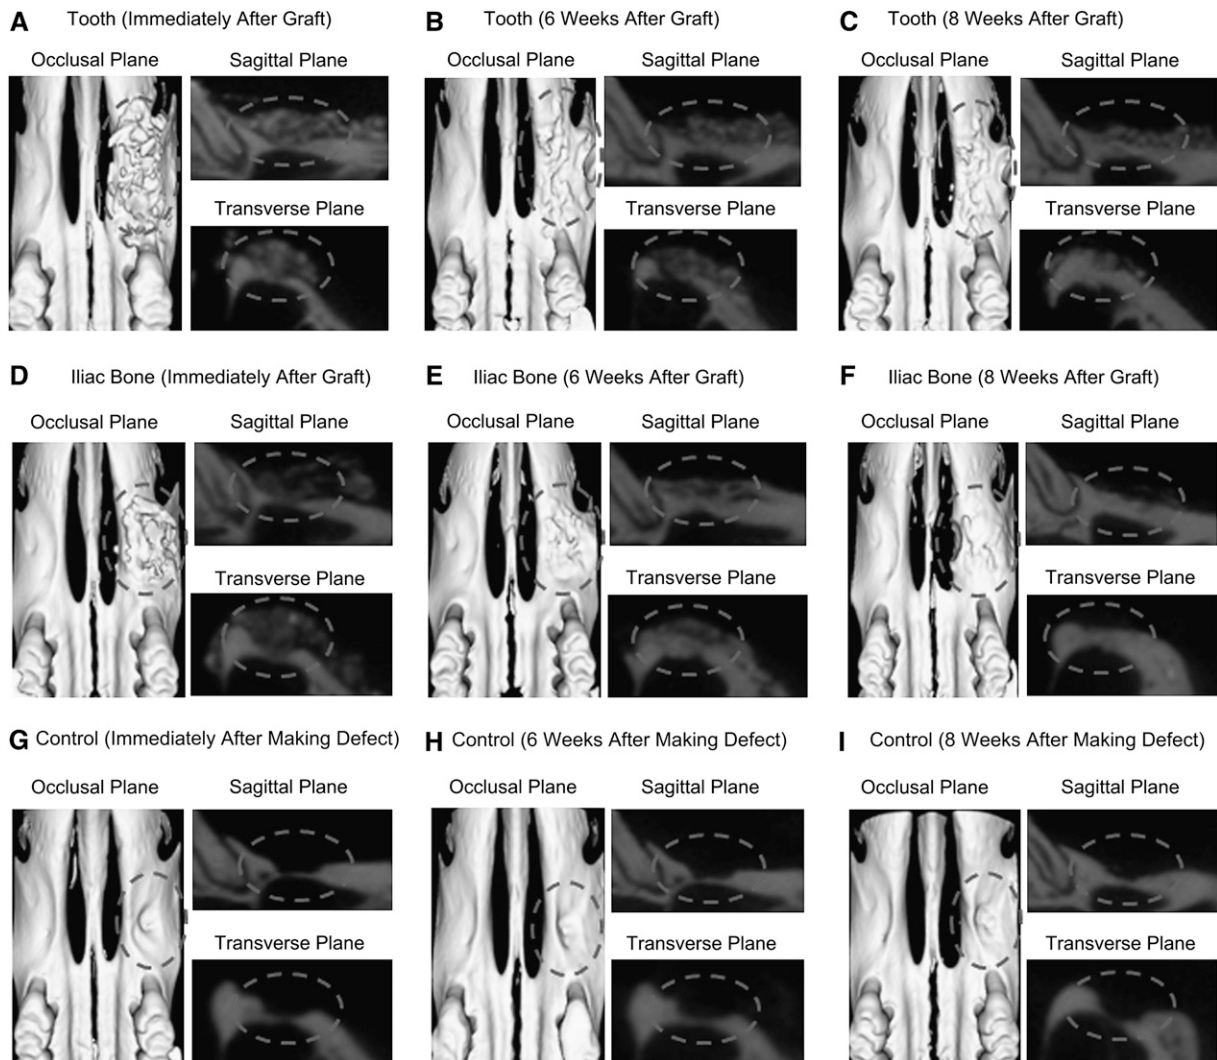 A Tooth (Immediately After Graft)
Occlusal Plane
Sagittal Plane
Transverse Plane
B Tooth (6 Weeks After Graft)
Occlusal Plane
Sagittal Plane
Transverse Plane
C Tooth (8 Weeks After Graft)
Occlusal Plane
Sagittal Plane
Transverse Plane
D Iliac Bone (Immediately After Graft)
Occlusal Plane
Sagittal Plane
Transverse Plane
E Iliac Bone (6 Weeks After Graft)
Occlusal Plane
Sagittal Plane
Transverse Plane
F Iliac Bone (8 Weeks After Graft)
Occlusal Plane
Sagittal Plane
Transverse Plane
G Control (Immediately After Making Defect)
Occlusal Plane
Sagittal Plane
Transverse Plane
H Control (6 Weeks After Making Defect)
Occlusal Plane
Sagittal Plane
Transverse Plane
I Control (8 Weeks After Making Defect)
Occlusal Plane
Sagittal Plane
Transverse Plane